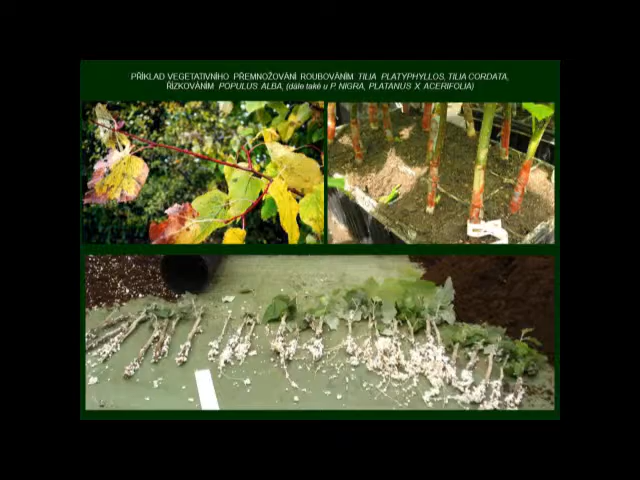 PŘÍKLAD VEGETATIVNÍHO PŘEMNOŽOVÁNÍ ROUBOVÁNÍM TILIA PLATYPHYLLOS, TILIA CORDATA,
ŘÍZKOVÁNÍM POPULUS ALBA, (dále také u P. NIGRA, PLATANUS X ACERIFOLIA)